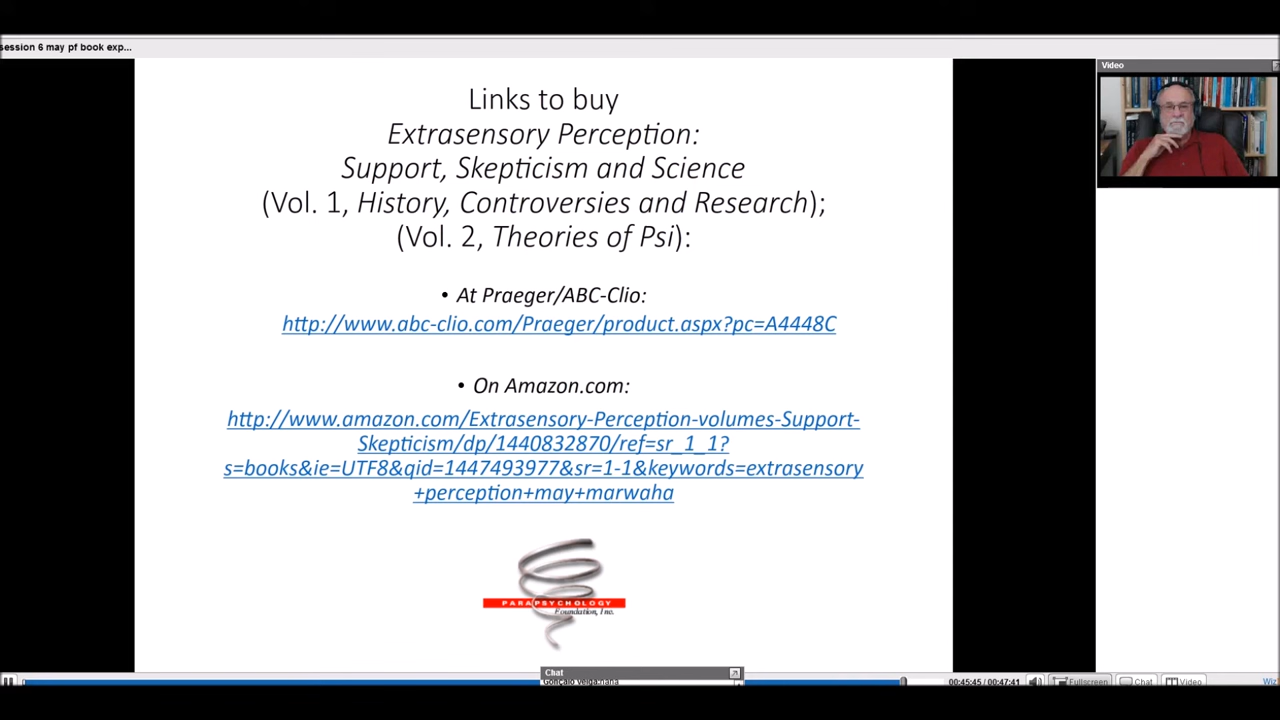 session 6 may pf book exp...
Video
Links to buy
Extrasensory Perception:
Support, Skepticism and Science
(Vol. 1, History, Controversies and Research);
(Vol. 2, Theories of Psi):
• At Praeger/ABC-Clio:
http://www.abc-clio.com/Praeger/product.aspx?pc=A4448C
• On Amazon.com:
http://www.amazon.com/Extrasensory-Perception-volumes-Support-
Skepticism/dp/1440832870/ref=sr_1_1?
s=books&ie=UTF8&qid=1447493977&sr=1-1&keywords=extrasensory
+perception+may+marwaha
PARAPSYCHOLOGY
Foundation, Inc.
Chat
00:45:45 / 00:47:41
Fullscreen
Chat
Video
Wiz